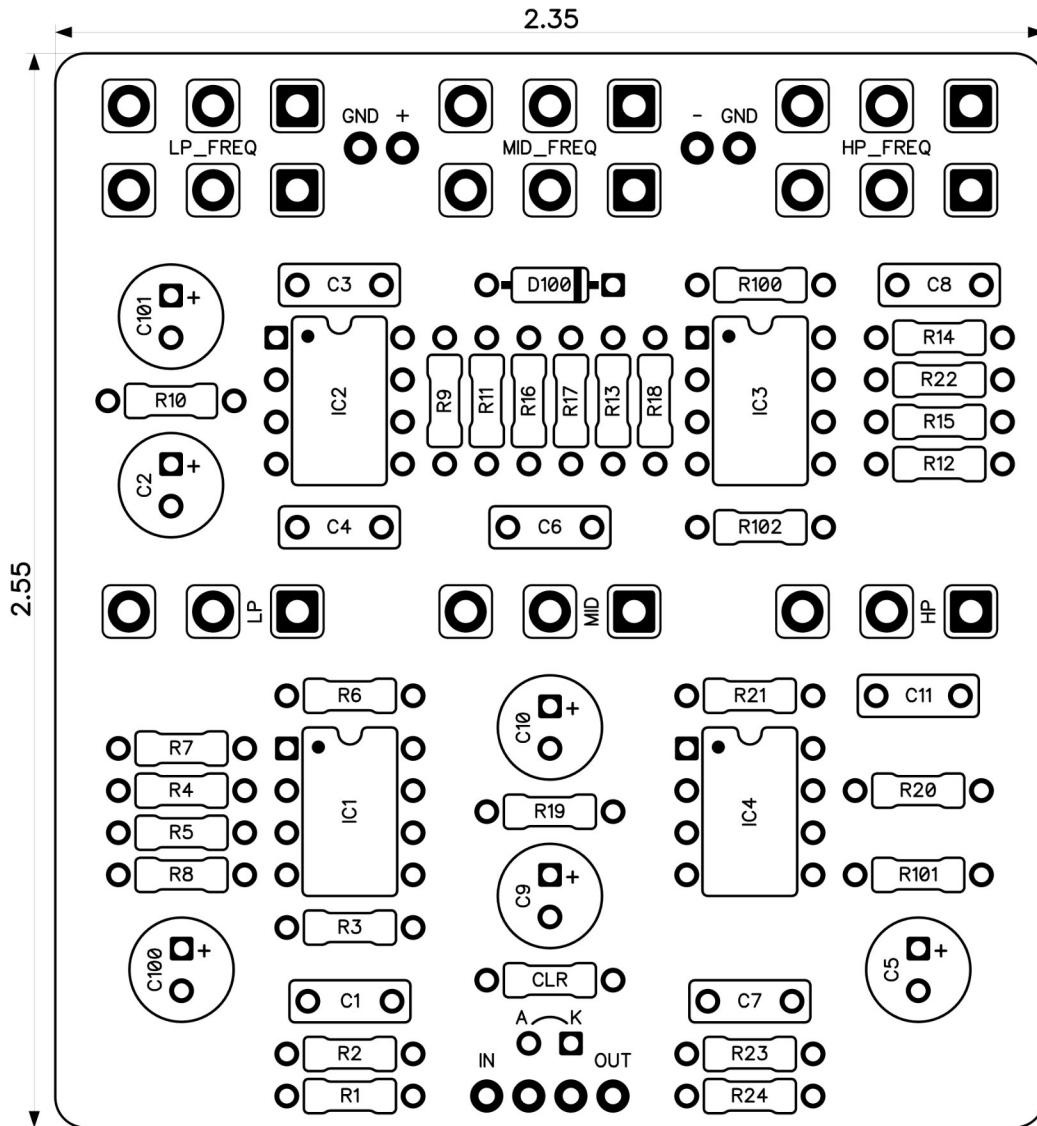 2.35
2.55
GND +
- GND
LP_FREQ
MID_FREQ
HP_FREQ
C101
+
C3
D100
R100
C8
R14
R22
R15
R12
R10
IC2
R9
R11
R16
R17
R13
R18
IC3
C2
+
C4
C6
R102
LP
MID
HP
R6
C10
+
R21
C11
R7
R4
R5
R8
IC1
R19
IC4
R20
R101
C9
+
R3
C100
+
CLR
C5
+
C1
A K
C7
R2
IN
OUT
R23
R1
R24